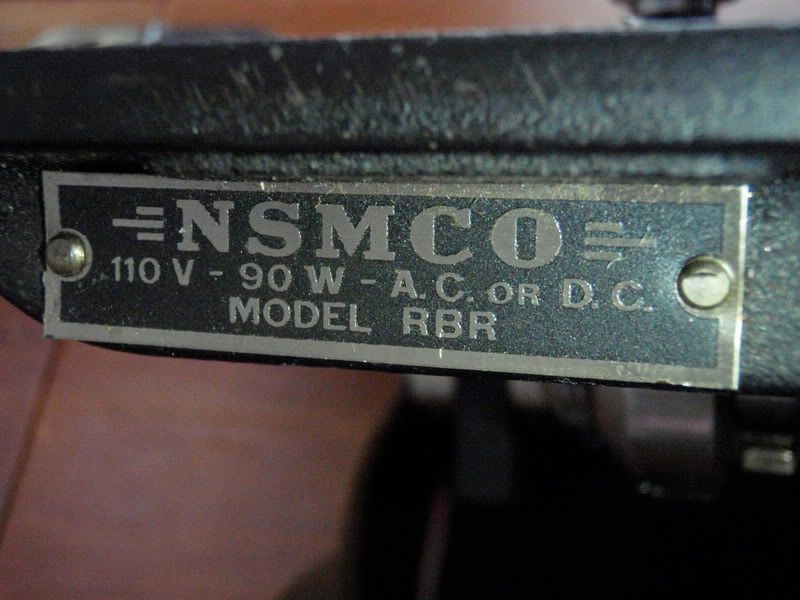 NSMCO
110 V - 90 W - A.C. OR D.C.
MODEL RBR